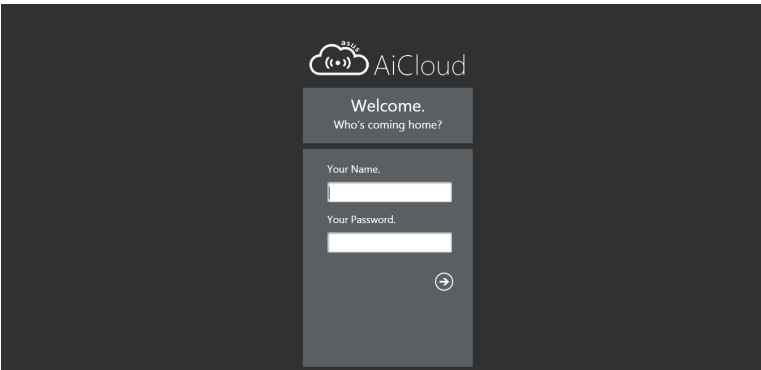 asus
AiCloud
Welcome.
Who's coming home?
Your Name.
Your Password.